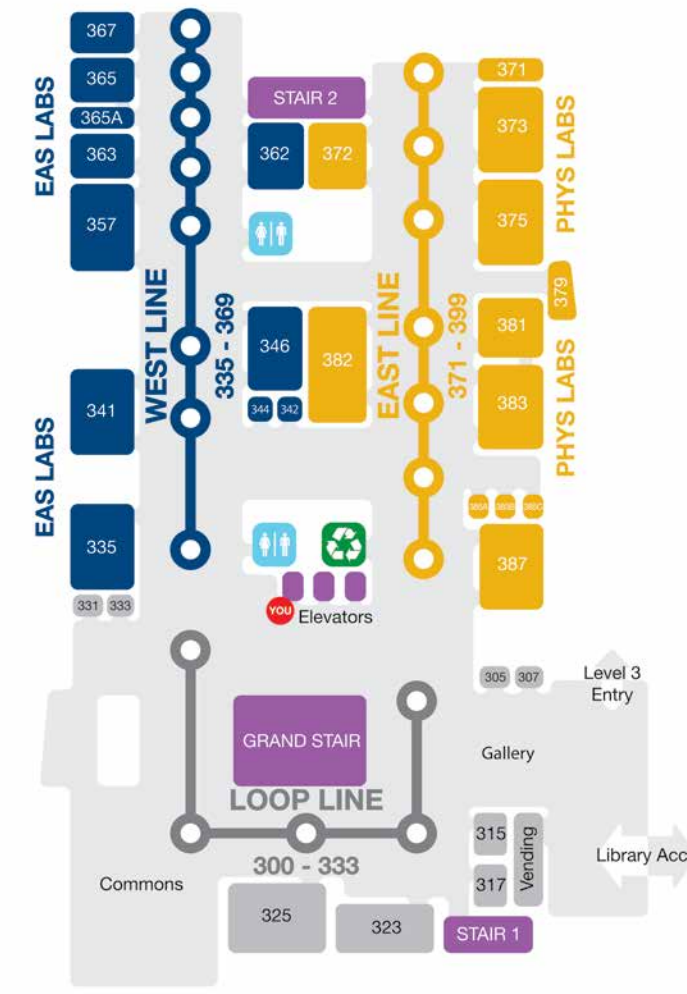 367
365
365A
363
357
EAS LABS
STAIR 2
362
372
371
373
375
PHYS LABS
379
WEST LINE
335 - 369
346
344
342
382
EAST LINE
371 - 399
381
383
PHYS LABS
341
335
EAS LABS
331
333
385A
385B
385C
387
YOU
Elevators
305
307
Level 3
Entry
GRAND STAIR
Gallery
LOOP LINE
300 - 333
Commons
315
317
Vending
Library Acc
325
323
STAIR 1